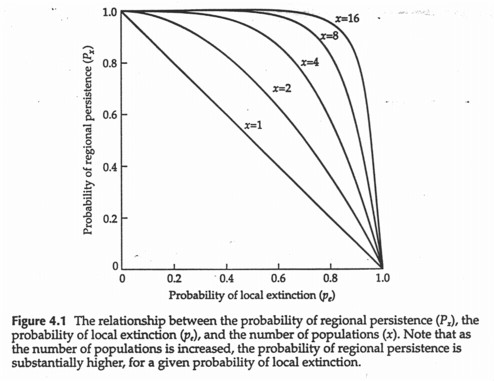 1.0
0.8
0.6
0.4
0.2
0
Probability of regional persistence (Pₓ)
x=16
x=8
x=4
x=2
x=1
0 0.2 0.4 0.6 0.8 1.0
Probability of local extinction (pₑ)
Figure 4.1 The relationship between the probability of regional persistence (Pₓ), the
probability of local extinction (pₑ), and the number of populations (x). Note that as
the number of populations is increased, the probability of regional persistence is
substantially higher, for a given probability of local extinction.